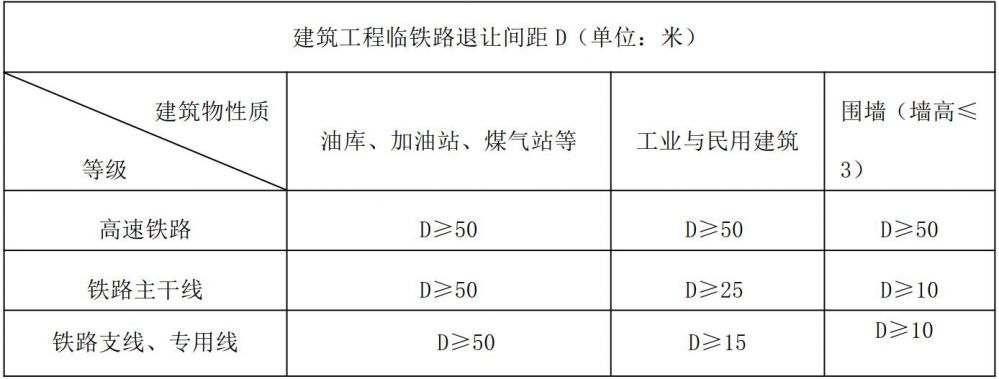 建筑工程临铁路退让间距 D（单位：米）
建筑物性质
等级
油库、加油站、煤气站等
工业与民用建筑
围墙（墙高≤
3）
高速铁路
D≥50
D≥50
D≥50
铁路主干线
D≥50
D≥25
D≥10
铁路支线、专用线
D≥50
D≥15
D≥10